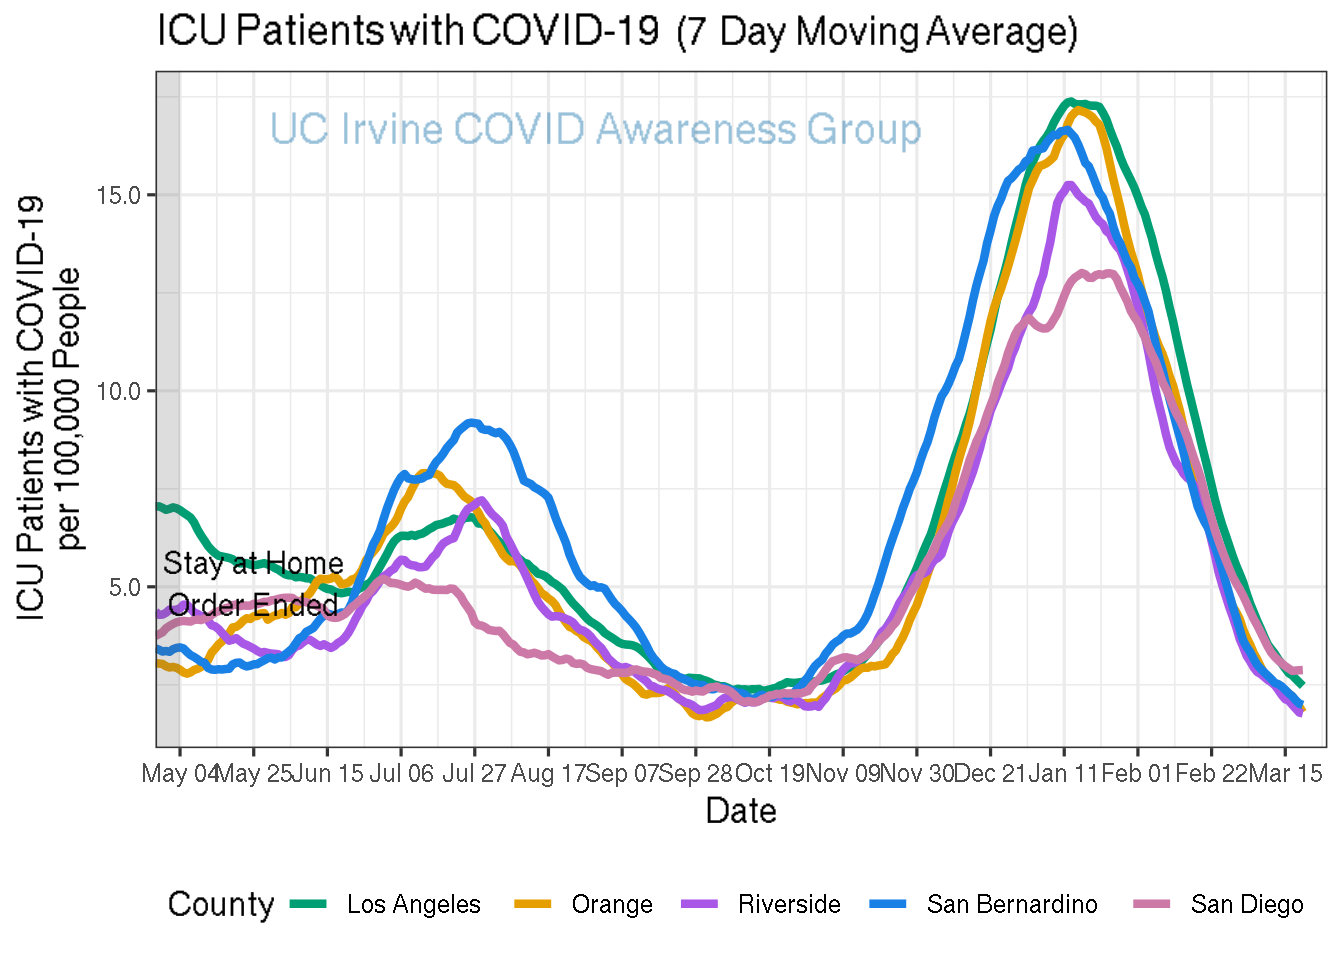 ICU Patients with COVID-19 (7 Day Moving Average)
UC Irvine COVID Awareness Group
ICU Patients with COVID-19
per 100,000 People
15.0
10.0
5.0
Stay at Home
Order Ended
May 04 May 25 Jun 15 Jul 06 Jul 27 Aug 17 Sep 07 Sep 28 Oct 19 Nov 09 Nov 30 Dec 21 Jan 11 Feb 01 Feb 22 Mar 15
Date
County Los Angeles Orange Riverside San Bernardino San Diego